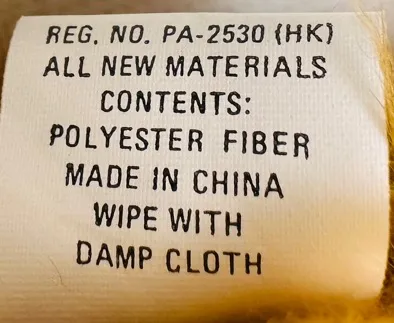 REG. NO. PA-2530 (HK)
ALL NEW MATERIALS
CONTENTS:
POLYESTER FIBER
MADE IN CHINA
WIPE WITH
DAMP CLOTH